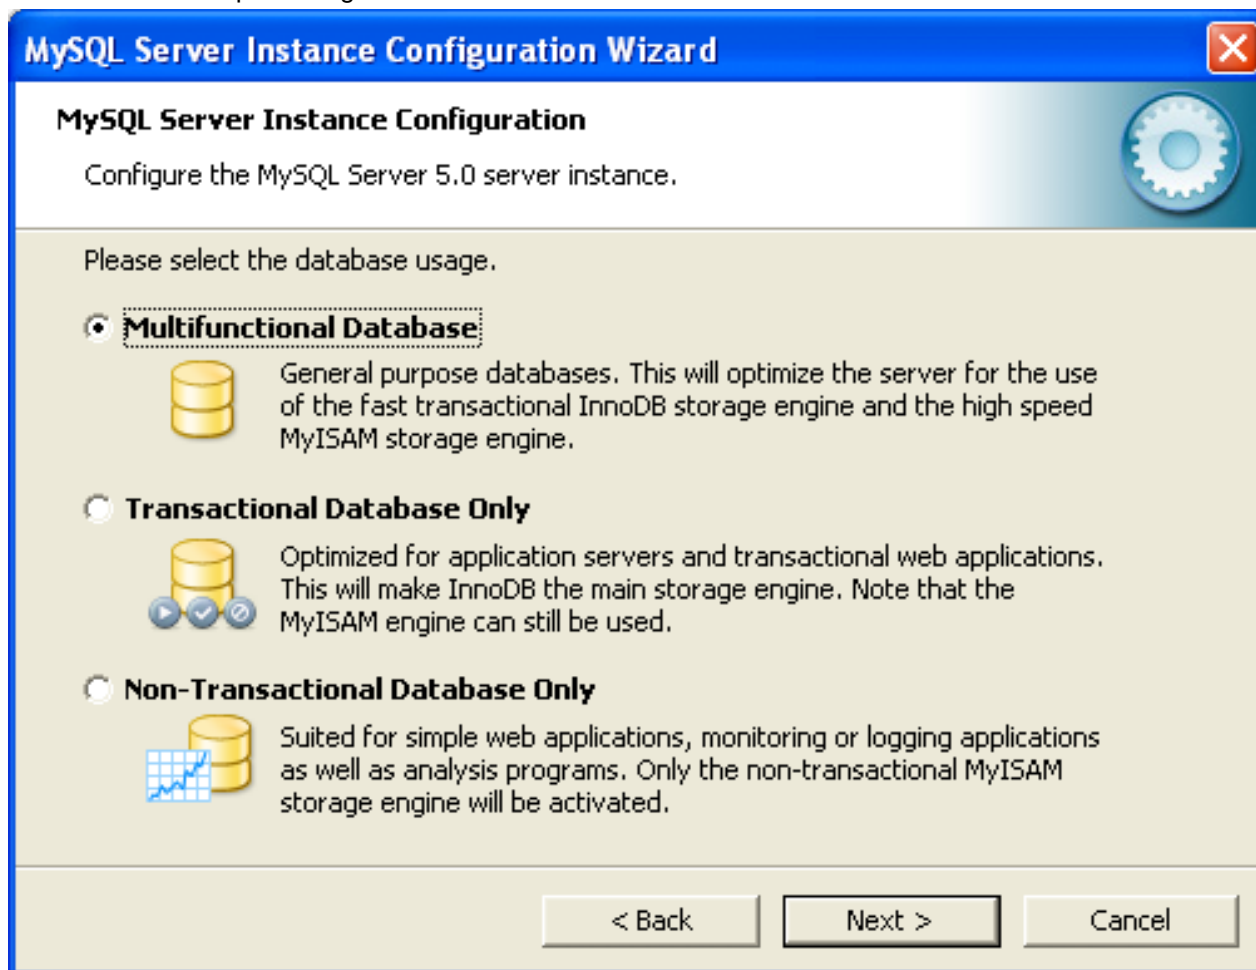 MySQL Server Instance Configuration Wizard
MySQL Server Instance Configuration
Configure the MySQL Server 5.0 server instance.
Please select the database usage.
Multifunctional Database
General purpose databases. This will optimize the server for the use
of the fast transactional InnoDB storage engine and the high speed
MyISAM storage engine.
Transactional Database Only
Optimized for application servers and transactional web applications.
This will make InnoDB the main storage engine. Note that the
MyISAM engine can still be used.
Non-Transactional Database Only
Suited for simple web applications, monitoring or logging applications
as well as analysis programs. Only the non-transactional MyISAM
storage engine will be activated.
< Back
Next >
Cancel